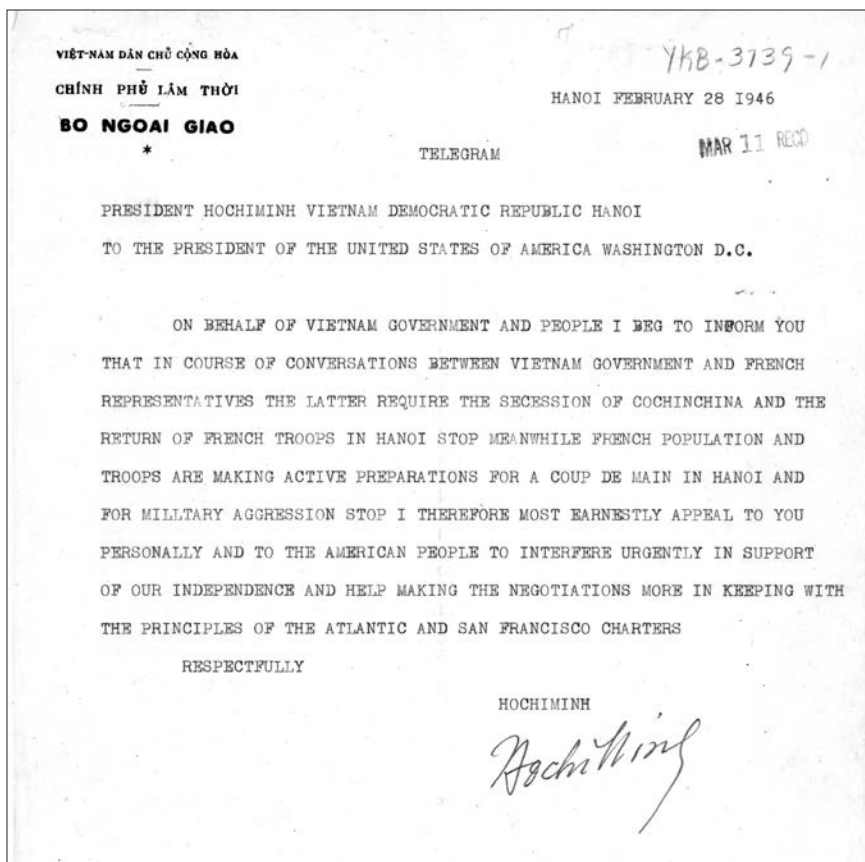 VIỆT-NAM DÂN CHỦ CỘNG HÒA
CHÍNH PHỦ LÂM THỜI
BO NGOAI GIAO
*
YKB-3739-1
HANOI FEBRUARY 28 I946
MAR 11 RECD
TELEGRAM
PRESIDENT HOCHIMINH VIETNAM DEMOCRATIC REPUBLIC HANOI
TO THE PRESIDENT OF THE UNITED STATES OF AMERICA WASHINGTON D.C.
ON BEHALF OF VIETNAM GOVERNMENT AND PEOPLE I BEG TO INFORM YOU
THAT IN COURSE OF CONVERSATIONS BETWEEN VIETNAM GOVERNMENT AND FRENCH
REPRESENTATIVES THE LATTER REQUIRE THE SECESSION OF COCHINCHINA AND THE
RETURN OF FRENCH TROOPS IN HANOI STOP MEANWHILE FRENCH POPULATION AND
TROOPS ARE MAKING ACTIVE PREPARATIONS FOR A COUP DE MAIN IN HANOI AND
FOR MILLTARY AGGRESSION STOP I THEREFORE MOST EARNESTLY APPEAL TO YOU
PERSONALLY AND TO THE AMERICAN PEOPLE TO INTERFERE URGENTLY IN SUPPORT
OF OUR INDEPENDENCE AND HELP MAKING THE NEGOTIATIONS MORE IN KEEPING WITH
THE PRINCIPLES OF THE ATLANTIC AND SAN FRANCISCO CHARTERS
RESPECTFULLY
HOCHIMINH
Hochiminh